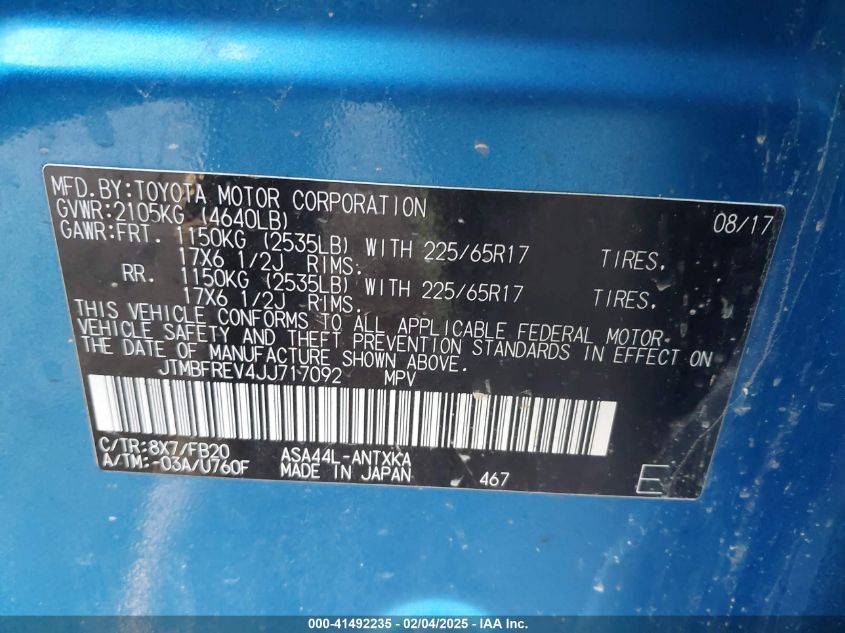 MFD.BY:TOYOTA MOTOR CORPORATION 08/17
GVWR:2105KG (4640LB)
GAWR:FRT. 1150KG (2535LB) WITH 225/65R17 TIRES.
17X6 1/2J RIMS.
RR. 1150KG (2535LB) WITH 225/65R17 TIRES.
17X6 1/2J RIMS.
THIS VEHICLE CONFORMS TO ALL APPLICABLE FEDERAL MOTOR
VEHICLE SAFETY AND THEFT PREVENTION STANDARDS IN EFFECT ON
THE DATE OF MANUFACTURE SHOWN ABOVE.
JTMBFREV4JJ717092 MPV
C/TR:8X7/FB20 ASA44L-ANTXKA
A/TM:-03A/U760F MADE IN JAPAN 467 E
000-41492235 - 02/04/2025 - IAAI.com